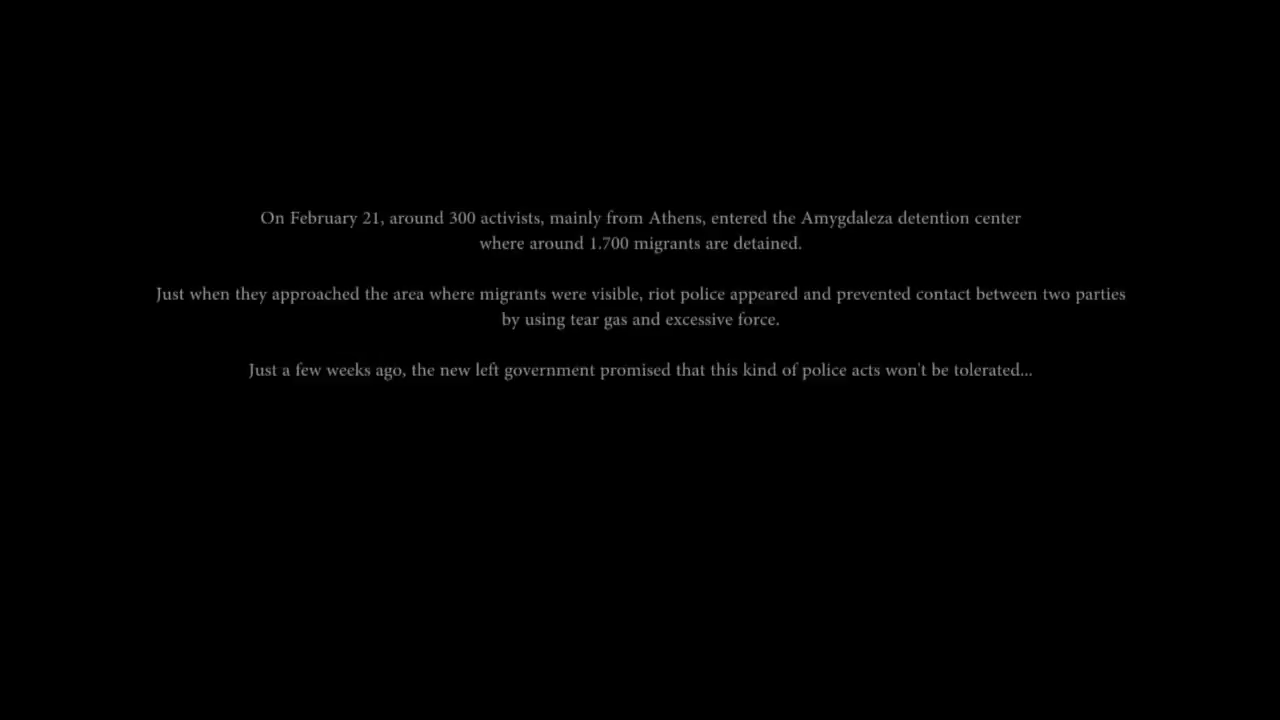 On February 21, around 300 activists, mainly from Athens, entered the Amygdaleza detention center
where around 1.700 migrants are detained.
Just when they approached the area where migrants were visible, riot police appeared and prevented contact between two parties
by using tear gas and excessive force.
Just a few weeks ago, the new left government promised that this kind of police acts won't be tolerated...